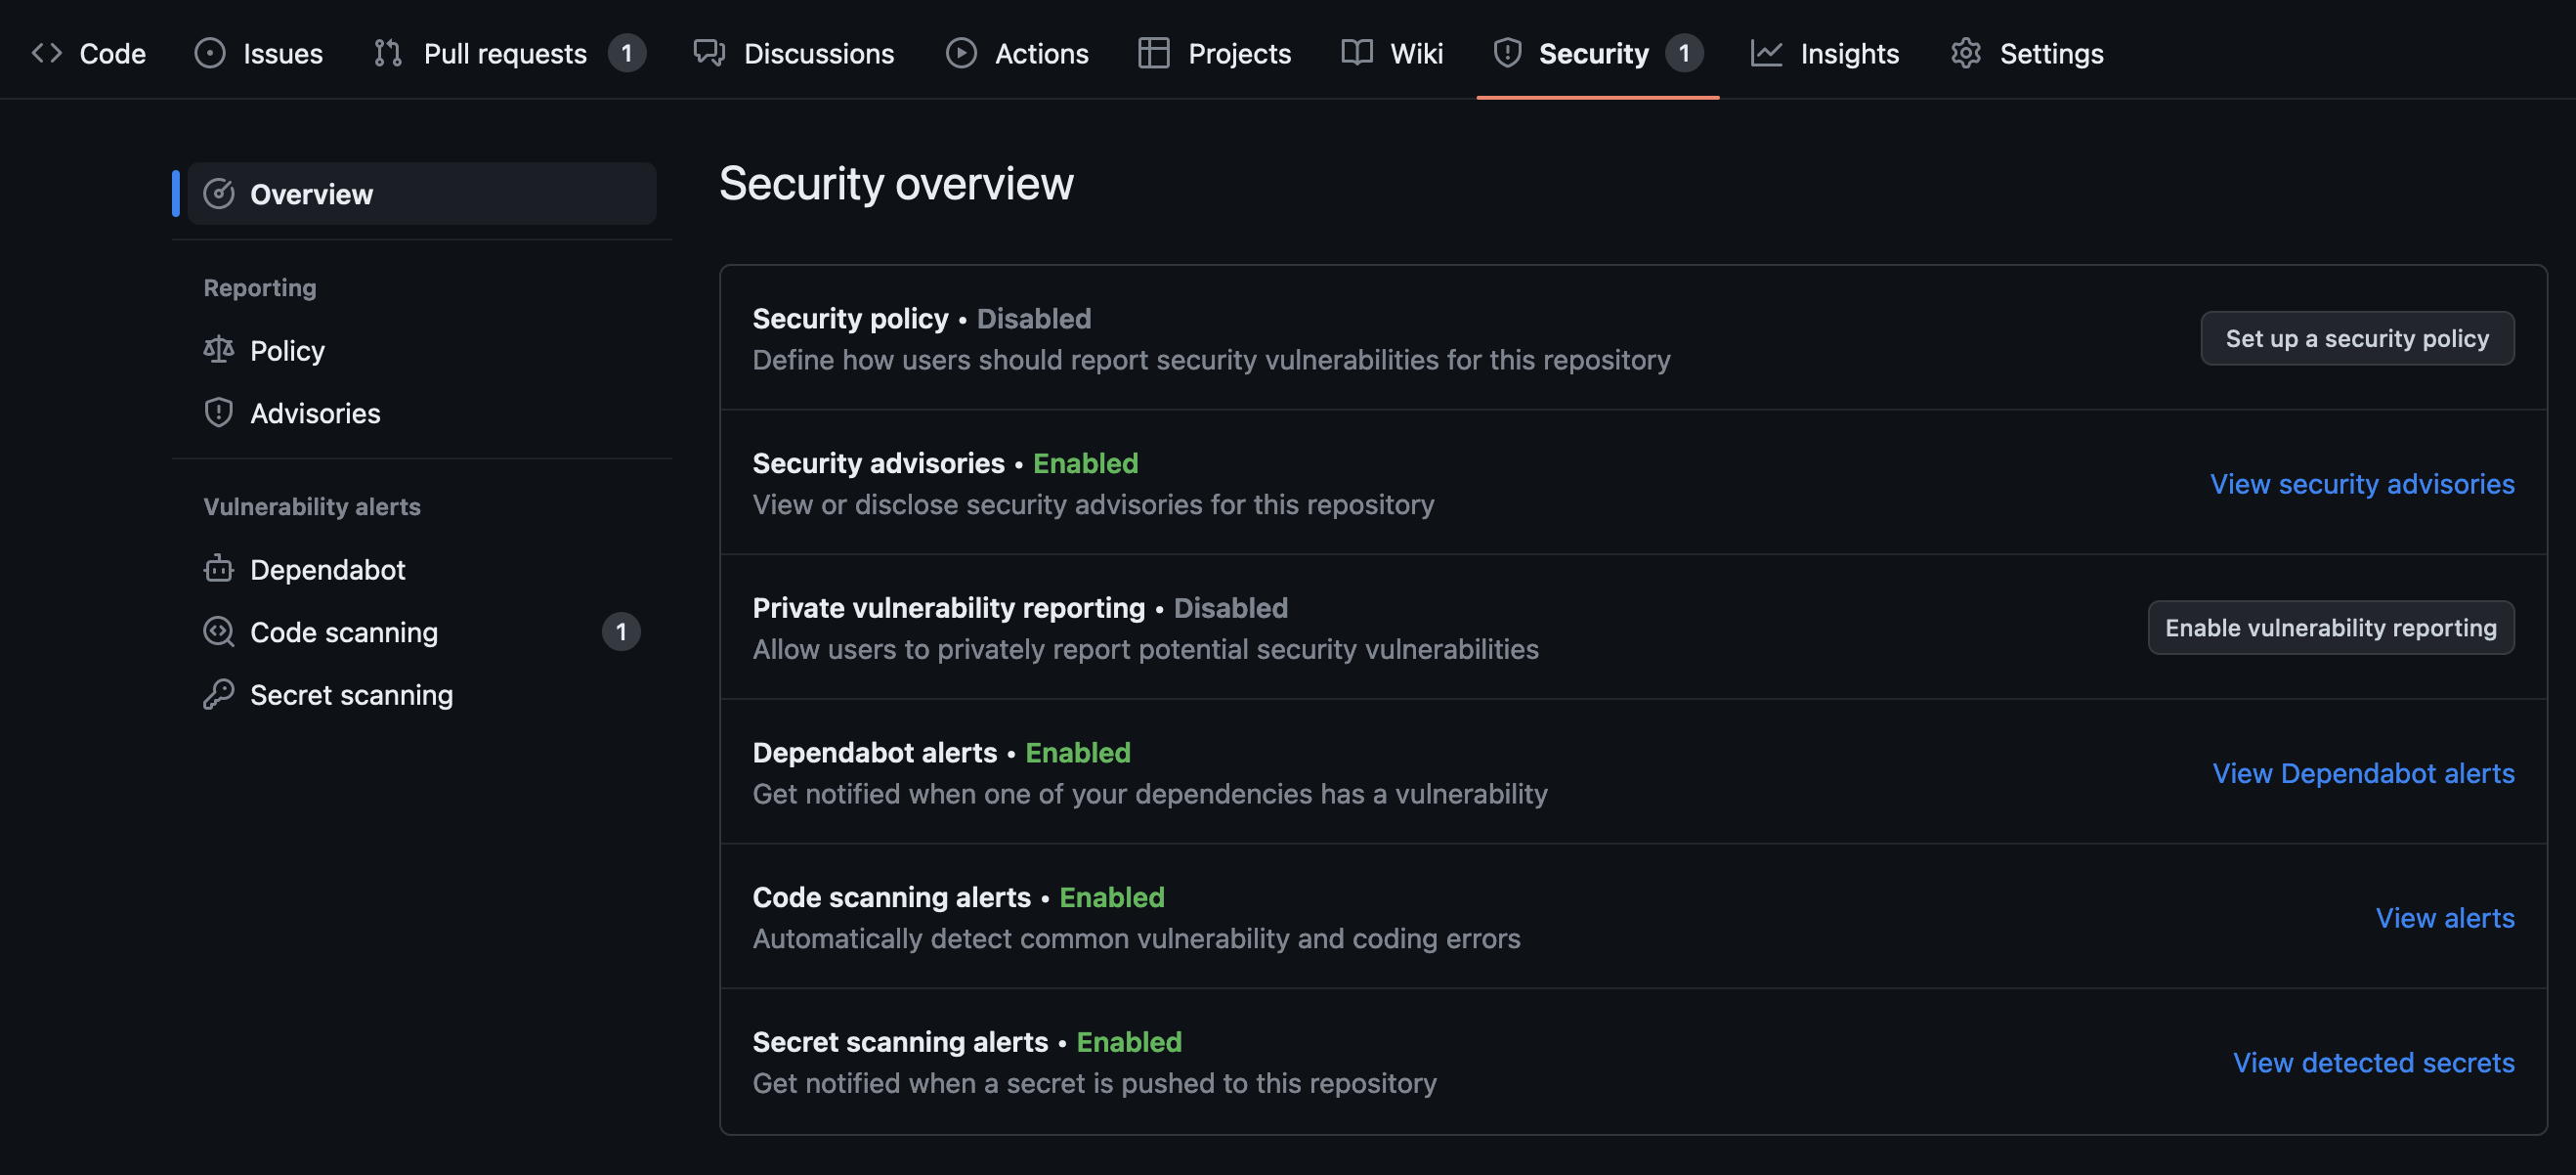 Code Issues Pull requests 1 Discussions Actions Projects Wiki Security 1 Insights Settings
Overview
Reporting
Policy
Advisories
Vulnerability alerts
Dependabot
Code scanning 1
Secret scanning
Security overview
Security policy • Disabled
Define how users should report security vulnerabilities for this repository
Set up a security policy
Security advisories • Enabled
View or disclose security advisories for this repository
View security advisories
Private vulnerability reporting • Disabled
Allow users to privately report potential security vulnerabilities
Enable vulnerability reporting
Dependabot alerts • Enabled
Get notified when one of your dependencies has a vulnerability
View Dependabot alerts
Code scanning alerts • Enabled
Automatically detect common vulnerability and coding errors
View alerts
Secret scanning alerts • Enabled
Get notified when a secret is pushed to this repository
View detected secrets